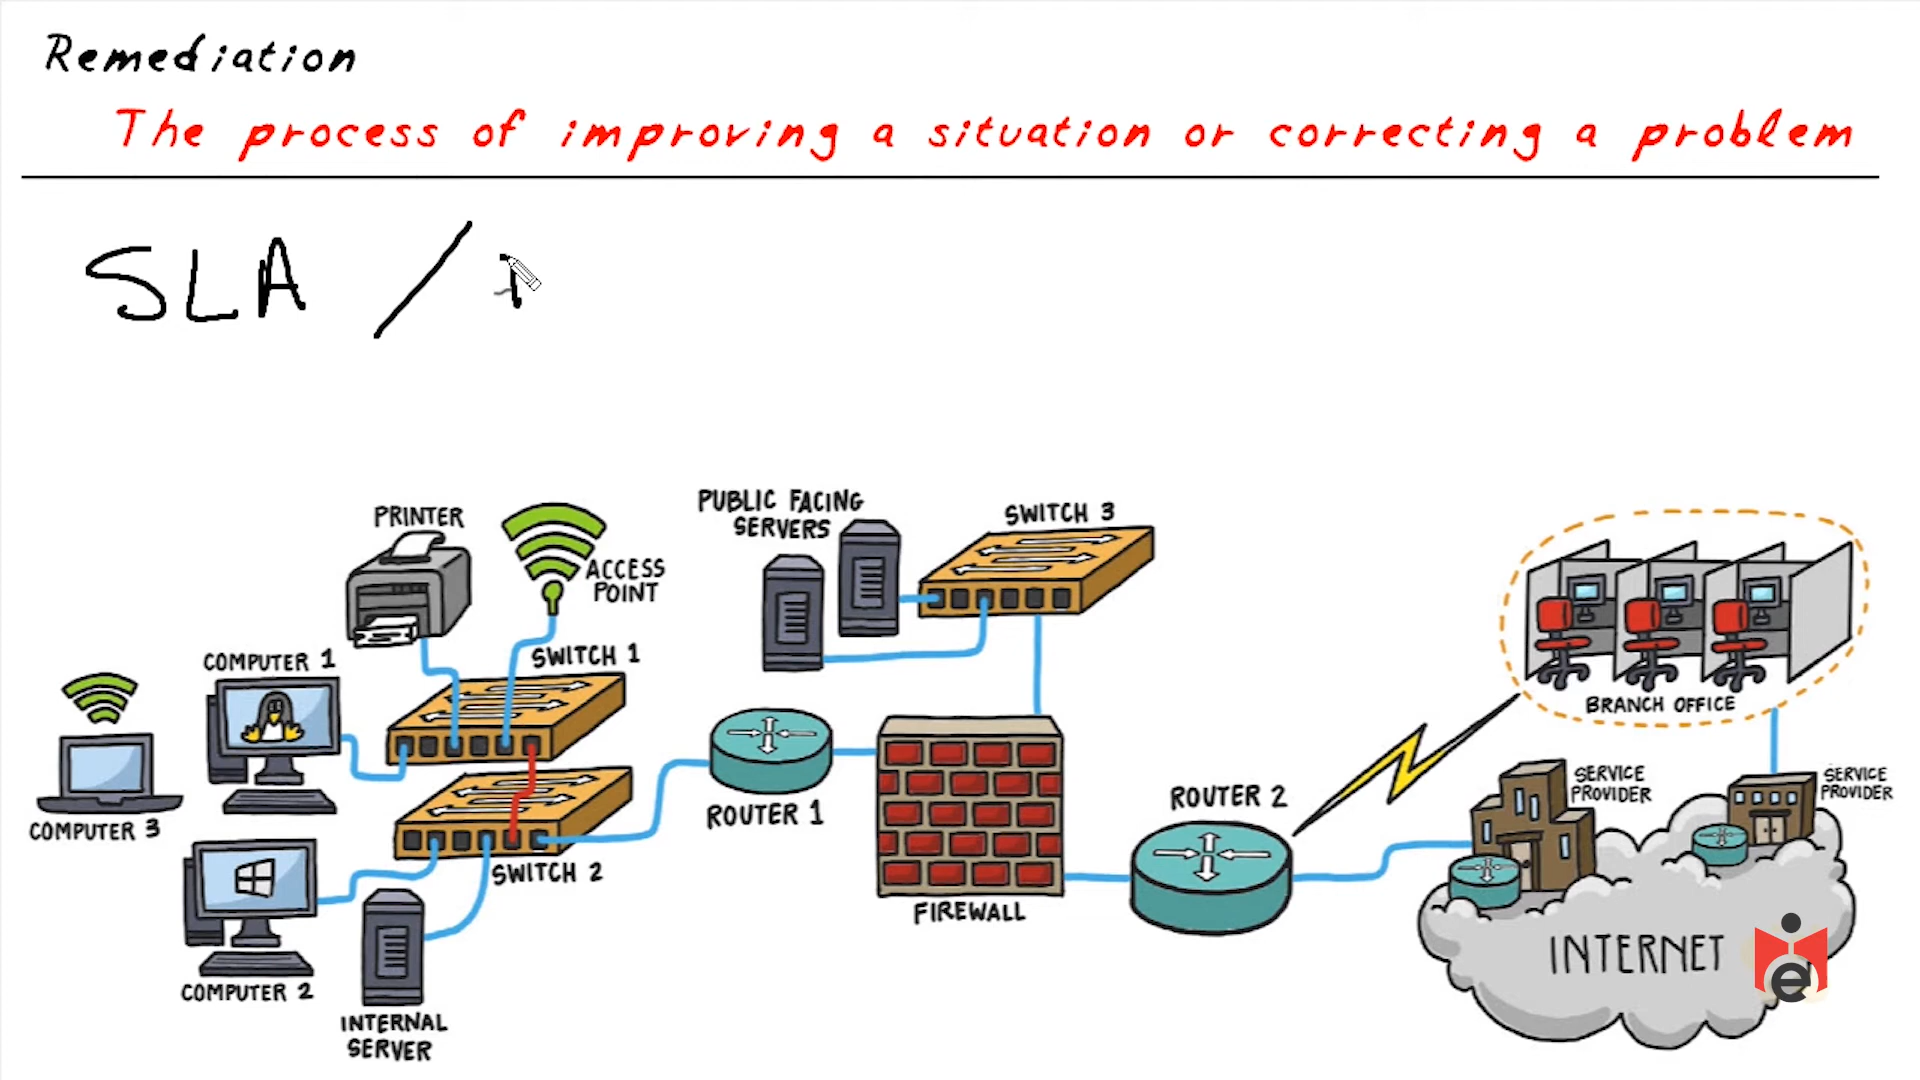 Remediation
The process of improving a situation or correcting a problem
SLA /
PRINTER
ACCESS
POINT
PUBLIC FACING
SERVERS
SWITCH 3
COMPUTER 1
SWITCH 1
COMPUTER 3
ROUTER 1
SWITCH 2
COMPUTER 2
INTERNAL
SERVER
FIREWALL
ROUTER 2
BRANCH OFFICE
SERVICE
PROVIDER
SERVICE
PROVIDER
INTERNET
e